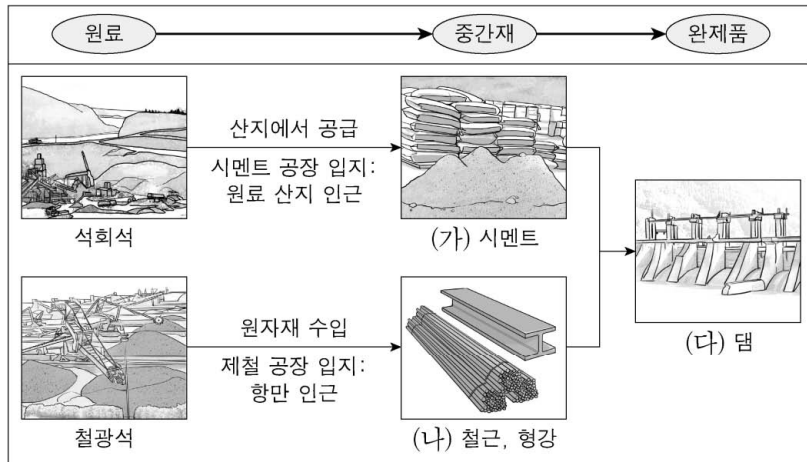 원료
중간재
완제품
산지에서 공급
시멘트 공장 입지:
원료 산지 인근
석회석
(가) 시멘트
원자재 수입
제철 공장 입지:
항만 인근
철광석
(나) 철근, 형강
(다) 댐